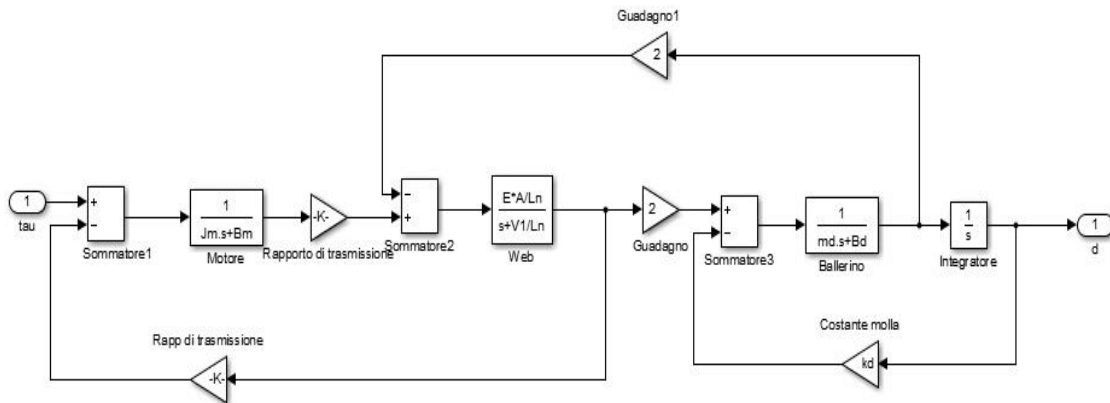 Guadagno1
2
1
tau
+
−
Sommatore1
1
Jm.s+Bm
Motore
-K-
Rapporto di trasmissione
−
+
Sommatore2
E*A/Ln
s+V1/Ln
Web
2
Guadagno
+
−
Sommatore3
1
md.s+Bd
Ballerino
1
s
Integratore
1
d
Rapp di trasmissione
-K-
Costante molla
kd